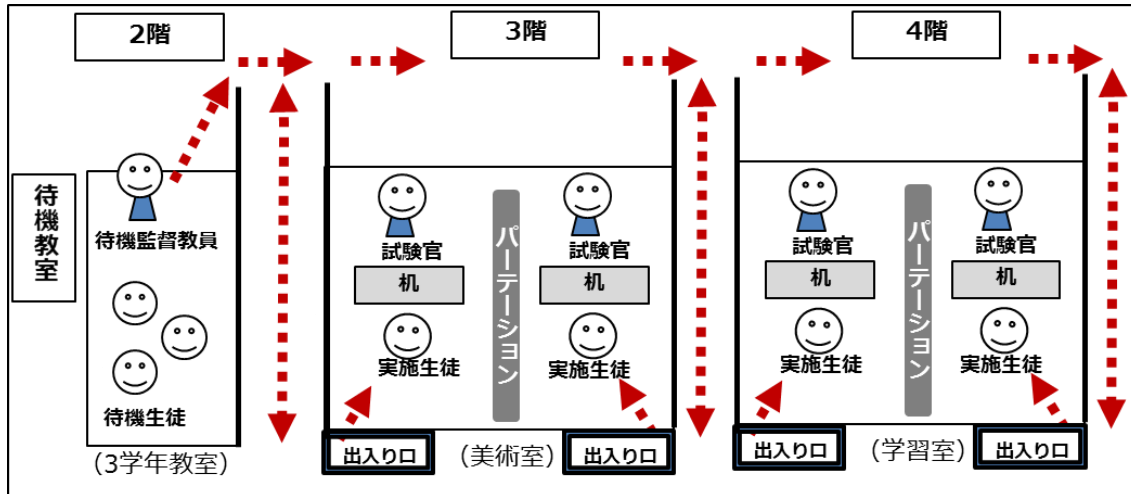 2階
3階
4階
待機教室
待機監督教員
待機生徒
（3学年教室）
試験官
試験官
机
机
パーテーション
実施生徒
実施生徒
出入り口
（美術室）
出入り口
試験官
試験官
机
机
パーテーション
実施生徒
実施生徒
出入り口
（学習室）
出入り口